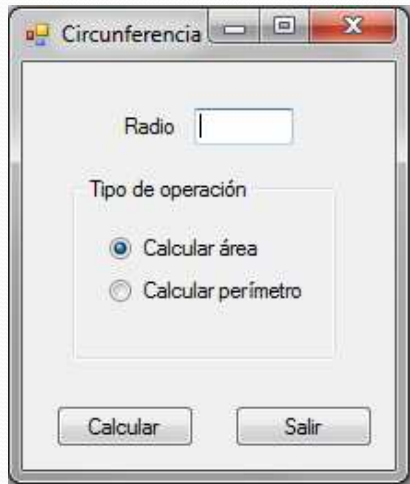 Circunferencia
Radio
Tipo de operación
Calcular área
Calcular perímetro
Calcular Salir